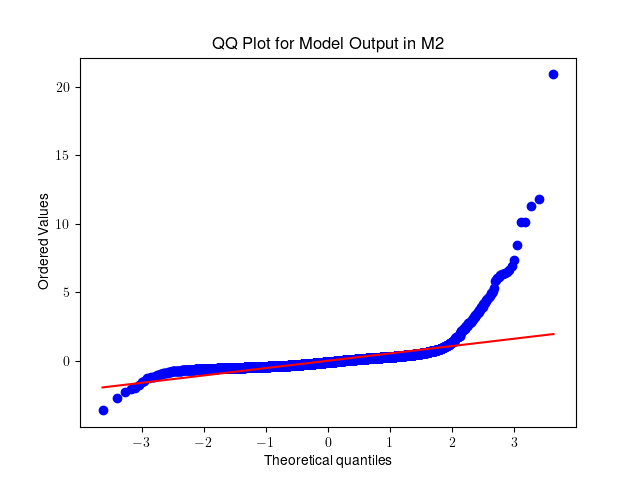 QQ Plot for Model Output in M2
20
15
10
5
0
Ordered Values
−3 −2 −1 0 1 2 3
Theoretical quantiles